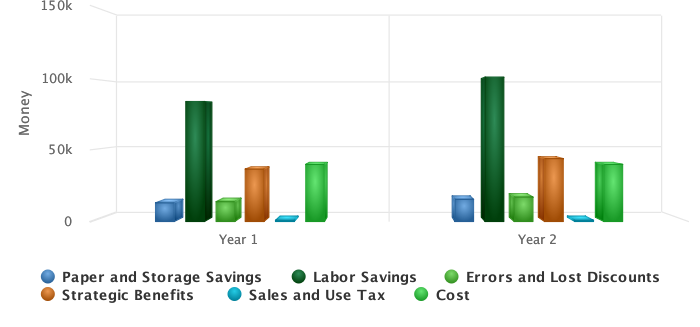 150k
100k
50k
0
Money
Year 1
Year 2
Paper and Storage Savings
Labor Savings
Errors and Lost Discounts
Strategic Benefits
Sales and Use Tax
Cost